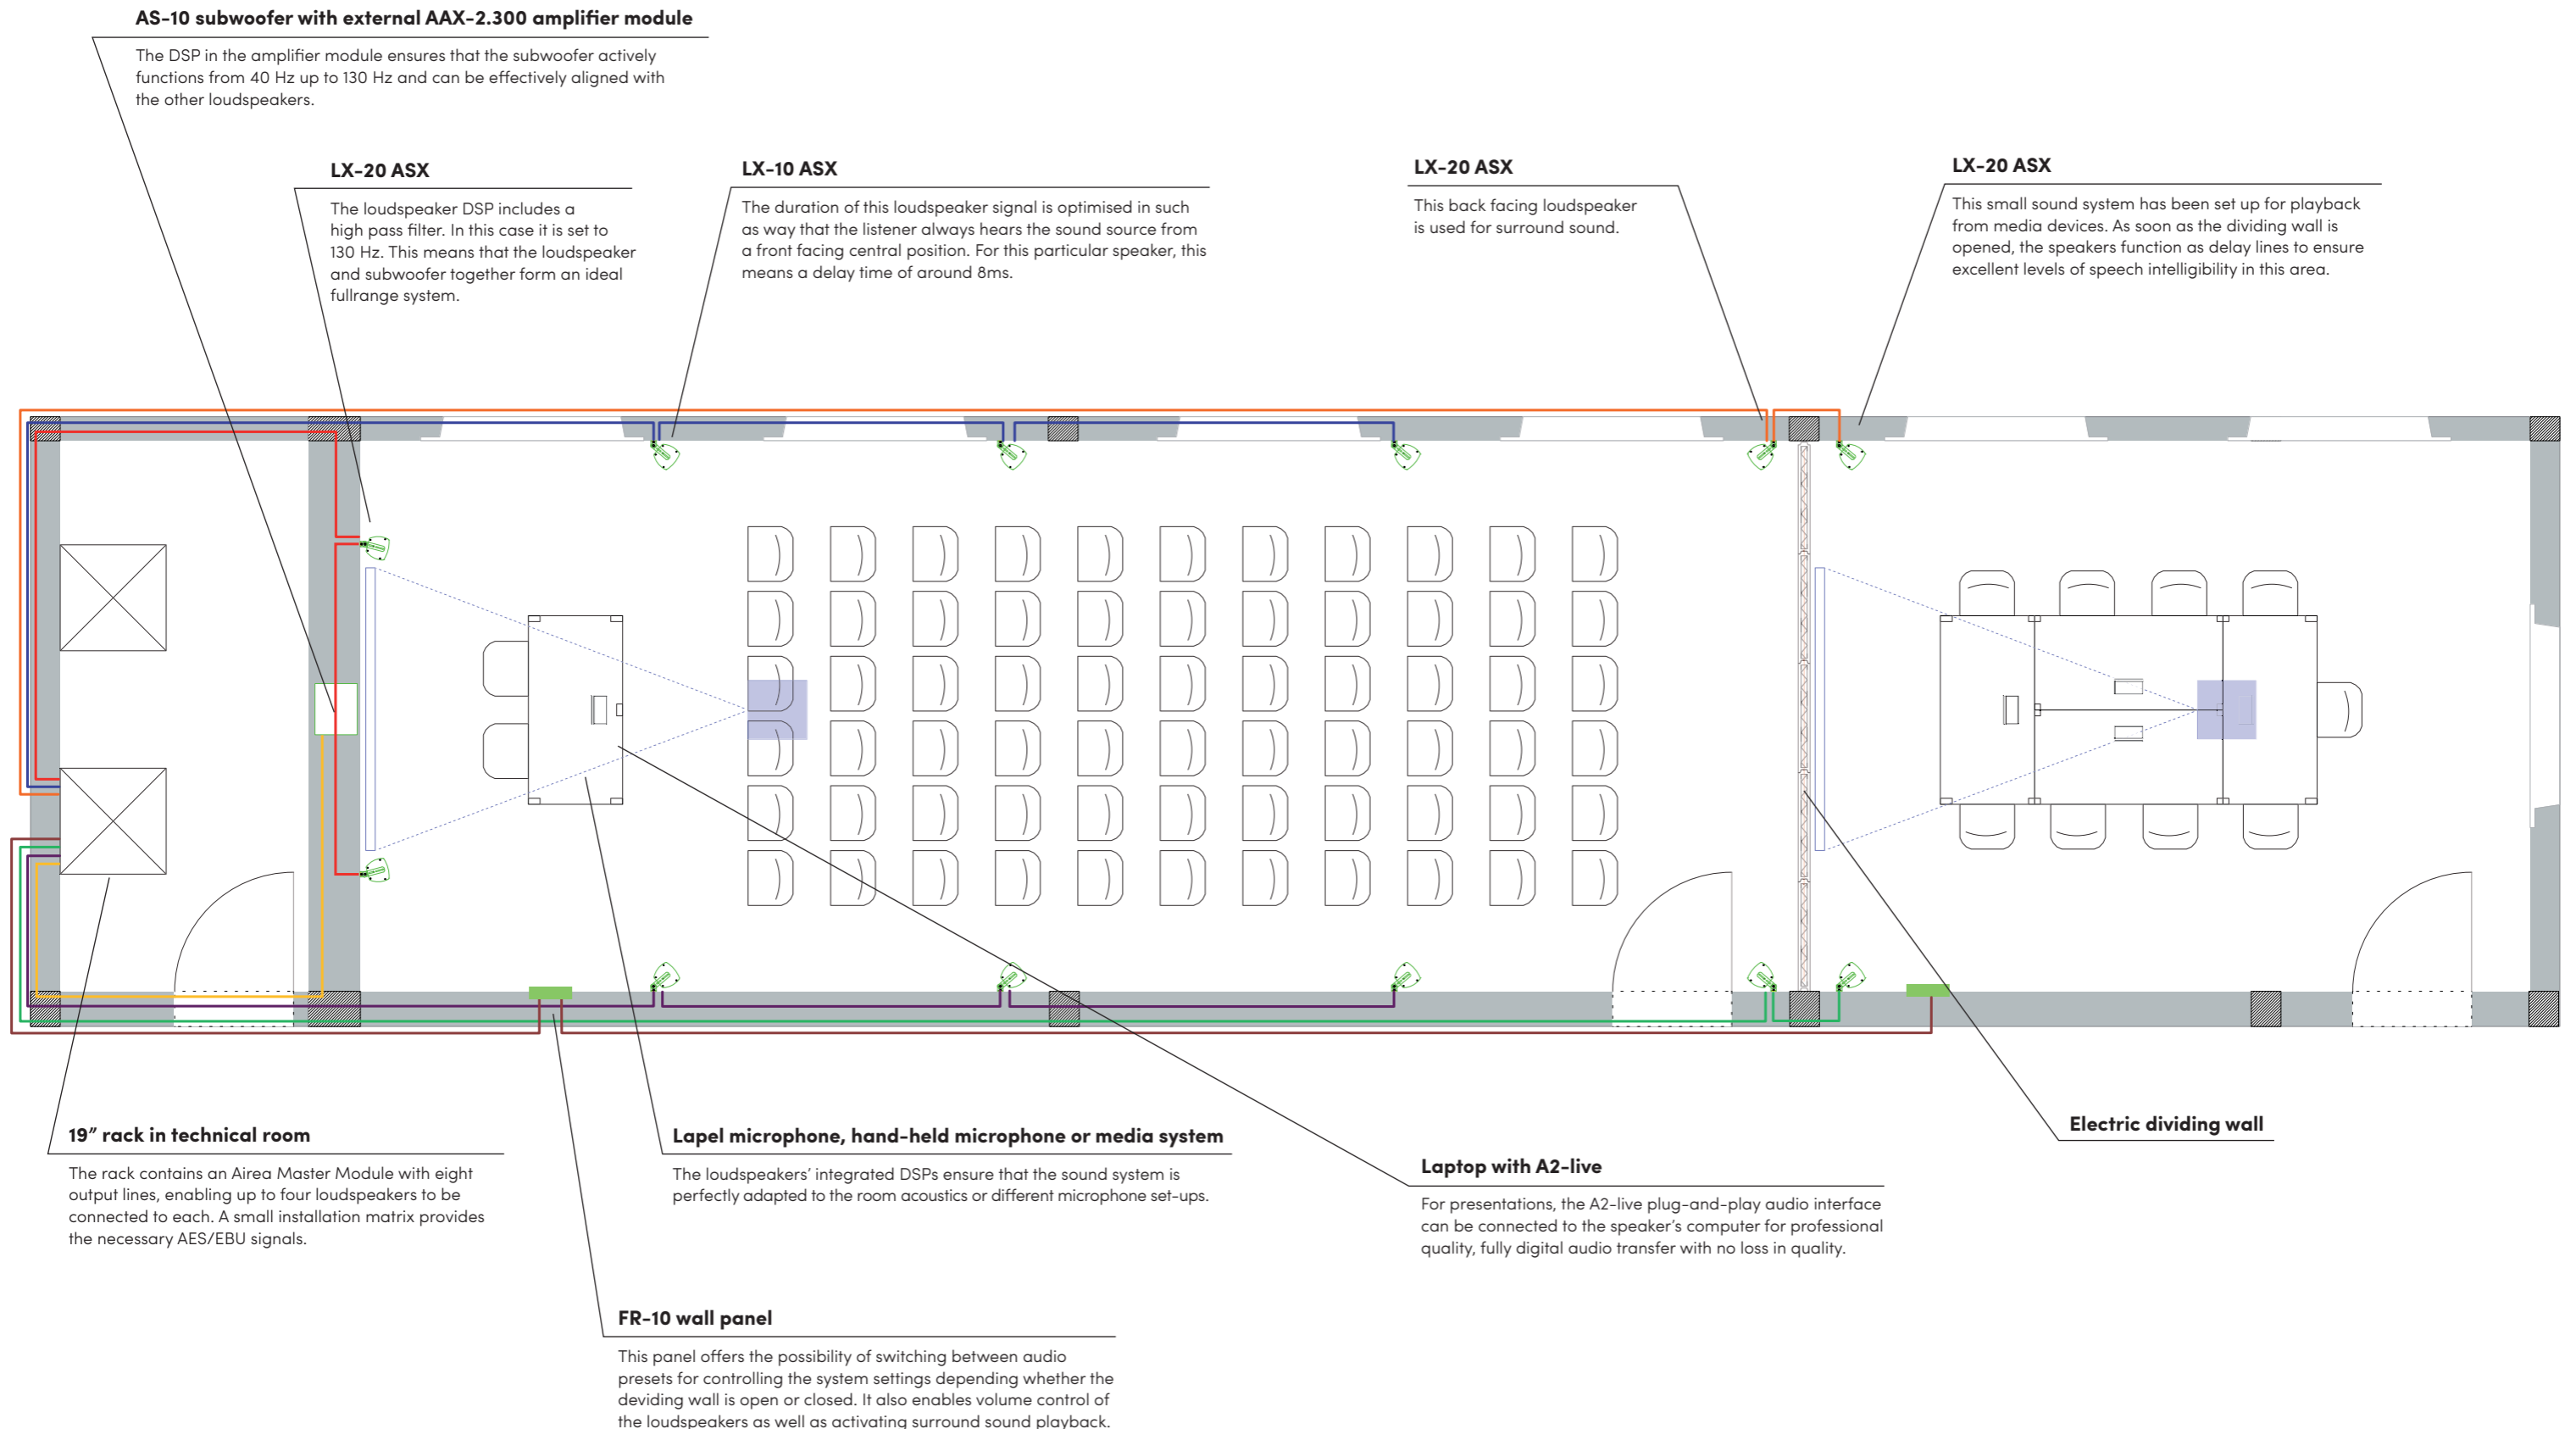 AS-10 subwoofer with external AAX-2.300 amplifier module
The DSP in the amplifier module ensures that the subwoofer actively
functions from 40 Hz up to 130 Hz and can be effectively aligned with
the other loudspeakers.
LX-20 ASX
The loudspeaker DSP includes a
high pass filter. In this case it is set to
130 Hz. This means that the loudspeaker
and subwoofer together form an ideal
fullrange system.
LX-10 ASX
The duration of this loudspeaker signal is optimised in such
as way that the listener always hears the sound source from
a front facing central position. For this particular speaker, this
means a delay time of around 8ms.
LX-20 ASX
This back facing loudspeaker
is used for surround sound.
LX-20 ASX
This small sound system has been set up for playback
from media devices. As soon as the dividing wall is
opened, the speakers function as delay lines to ensure
excellent levels of speech intelligibility in this area.
19″ rack in technical room
The rack contains an Airea Master Module with eight
output lines, enabling up to four loudspeakers to be
connected to each. A small installation matrix provides
the necessary AES/EBU signals.
Lapel microphone, hand-held microphone or media system
The loudspeakers’ integrated DSPs ensure that the sound system is
perfectly adapted to the room acoustics or different microphone set-ups.
Laptop with A2-live
For presentations, the A2-live plug-and-play audio interface
can be connected to the speaker’s computer for professional
quality, fully digital audio transfer with no loss in quality.
Electric dividing wall
FR-10 wall panel
This panel offers the possibility of switching between audio
presets for controlling the system settings depending whether the
deviding wall is open or closed. It also enables volume control of
the loudspeakers as well as activating surround sound playback.